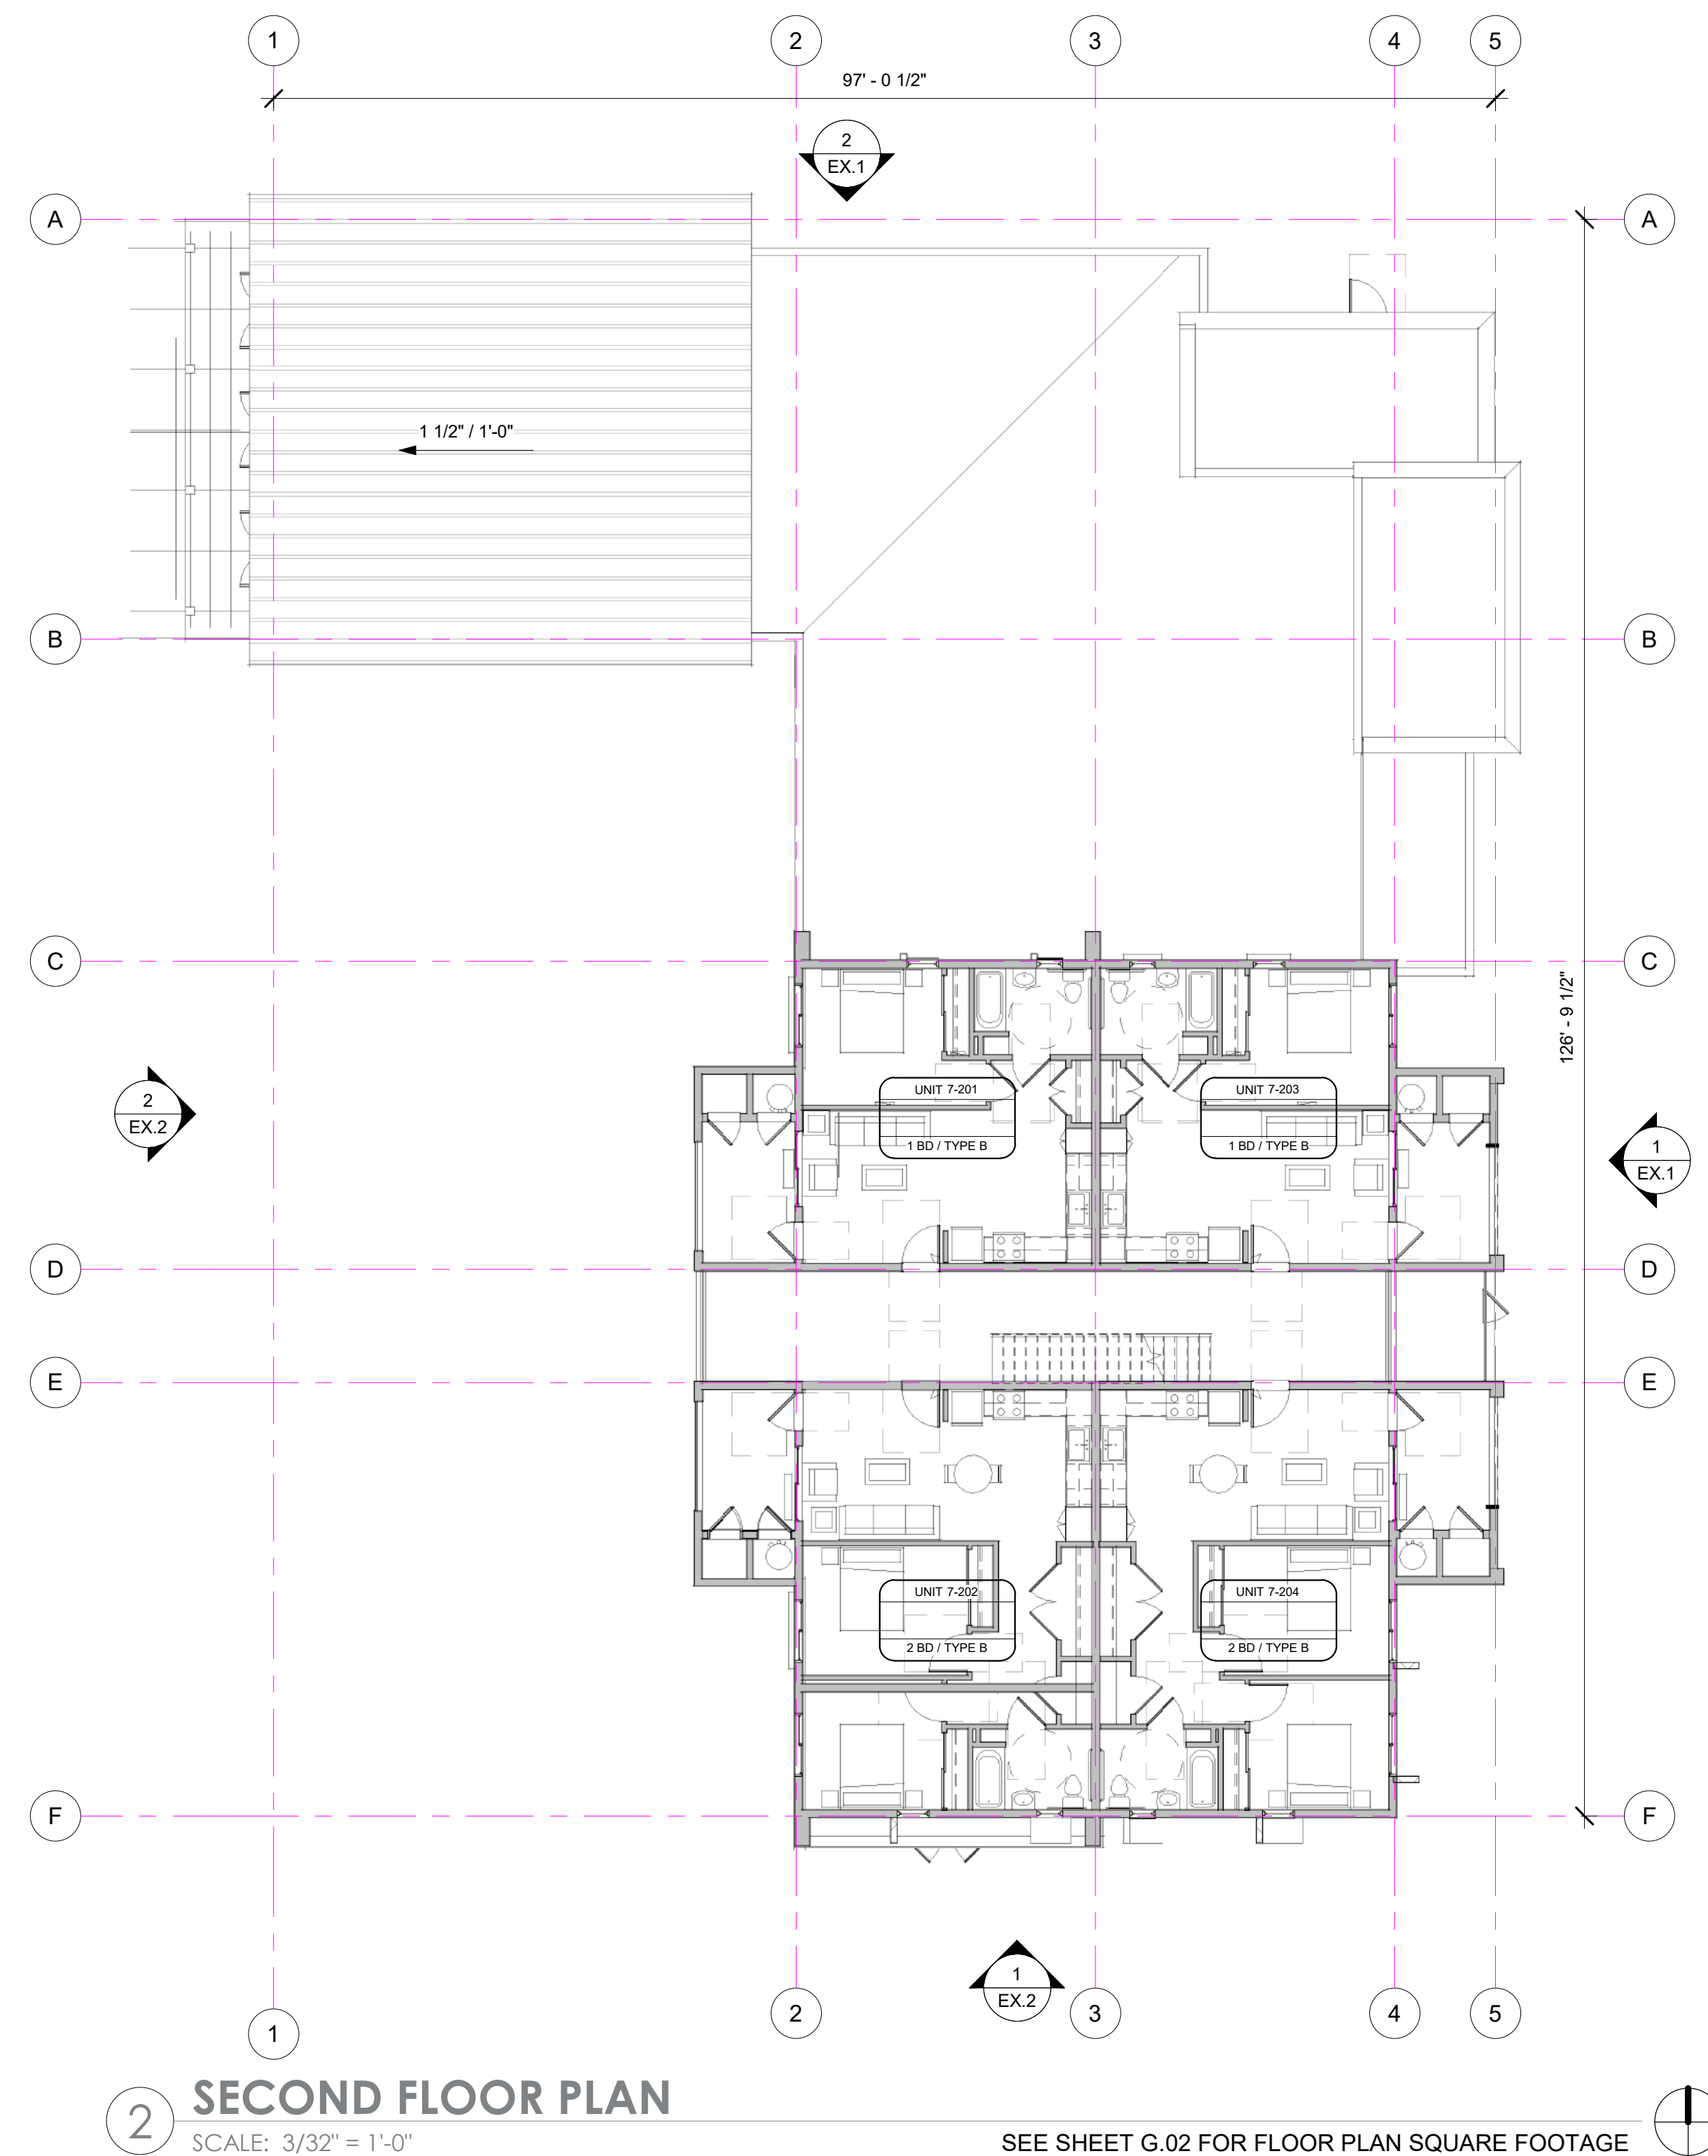 1 2 3 4 5
97' - 0 1/2"
2
EX.1
A A
1 1/2" / 1'-0"
B B
C C
126' - 9 1/2"
2
EX.2
UNIT 7-201
1 BD / TYPE B
UNIT 7-203
1 BD / TYPE B
1
EX.1
D D
E E
UNIT 7-202
2 BD / TYPE B
UNIT 7-204
2 BD / TYPE B
F F
1
EX.2
1 2 3 4 5
2
SECOND FLOOR PLAN
SCALE: 3/32" = 1'-0"
SEE SHEET G.02 FOR FLOOR PLAN SQUARE FOOTAGE